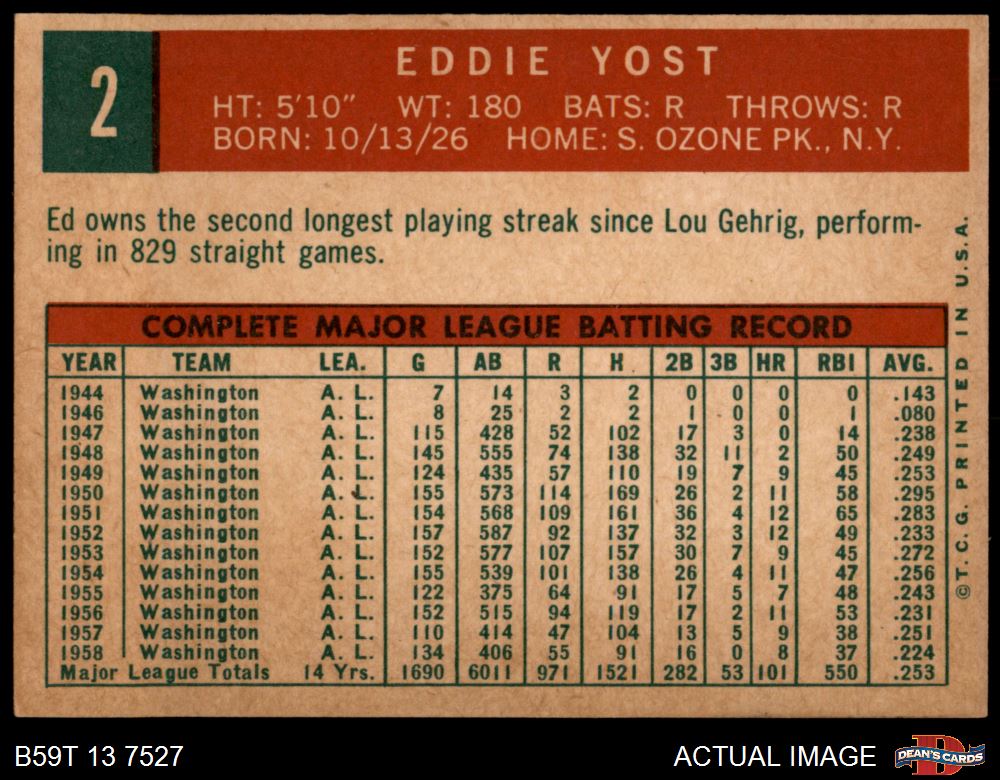 2
EDDIE YOST
HT: 5'10" WT: 180 BATS: R THROWS: R
BORN: 10/13/26 HOME: S. OZONE PK., N.Y.
Ed owns the second longest playing streak since Lou Gehrig, perform-
ing in 829 straight games.
COMPLETE MAJOR LEAGUE BATTING RECORD
YEAR TEAM LEA. G AB R H 2B 3B HR RBI AVG.
1944 Washington A. L. 7 14 3 2 0 0 0 0 .143
1946 Washington A. L. 8 25 2 2 1 0 0 1 .080
1947 Washington A. L. 115 428 52 102 17 3 0 14 .238
1948 Washington A. L. 145 555 74 138 32 11 2 50 .249
1949 Washington A. L. 124 435 57 110 19 7 9 45 .253
1950 Washington A. L. 155 573 114 169 26 2 11 58 .295
1951 Washington A. L. 154 568 109 161 36 4 12 65 .283
1952 Washington A. L. 157 587 92 137 32 3 12 49 .233
1953 Washington A. L. 152 577 107 157 30 7 9 45 .272
1954 Washington A. L. 155 539 101 138 26 4 11 47 .256
1955 Washington A. L. 122 375 64 91 17 5 7 48 .243
1956 Washington A. L. 152 515 94 119 17 2 11 53 .231
1957 Washington A. L. 110 414 47 104 13 5 9 38 .251
1958 Washington A. L. 134 406 55 91 16 0 8 37 .224
Major League Totals 14 Yrs. 1690 6011 971 1521 282 53 101 550 .253
©T. C. G. PRINTED IN U.S.A.
B59T 13 7527
ACTUAL IMAGE
DEAN'S CARDS